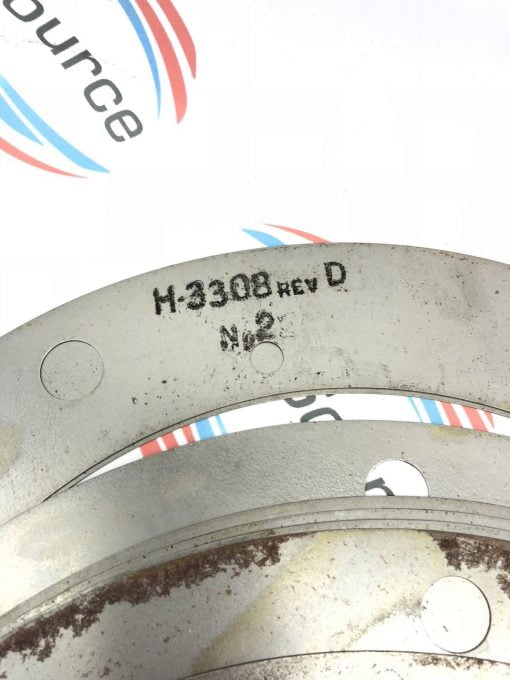 ource
H-3308 REV D
No 2